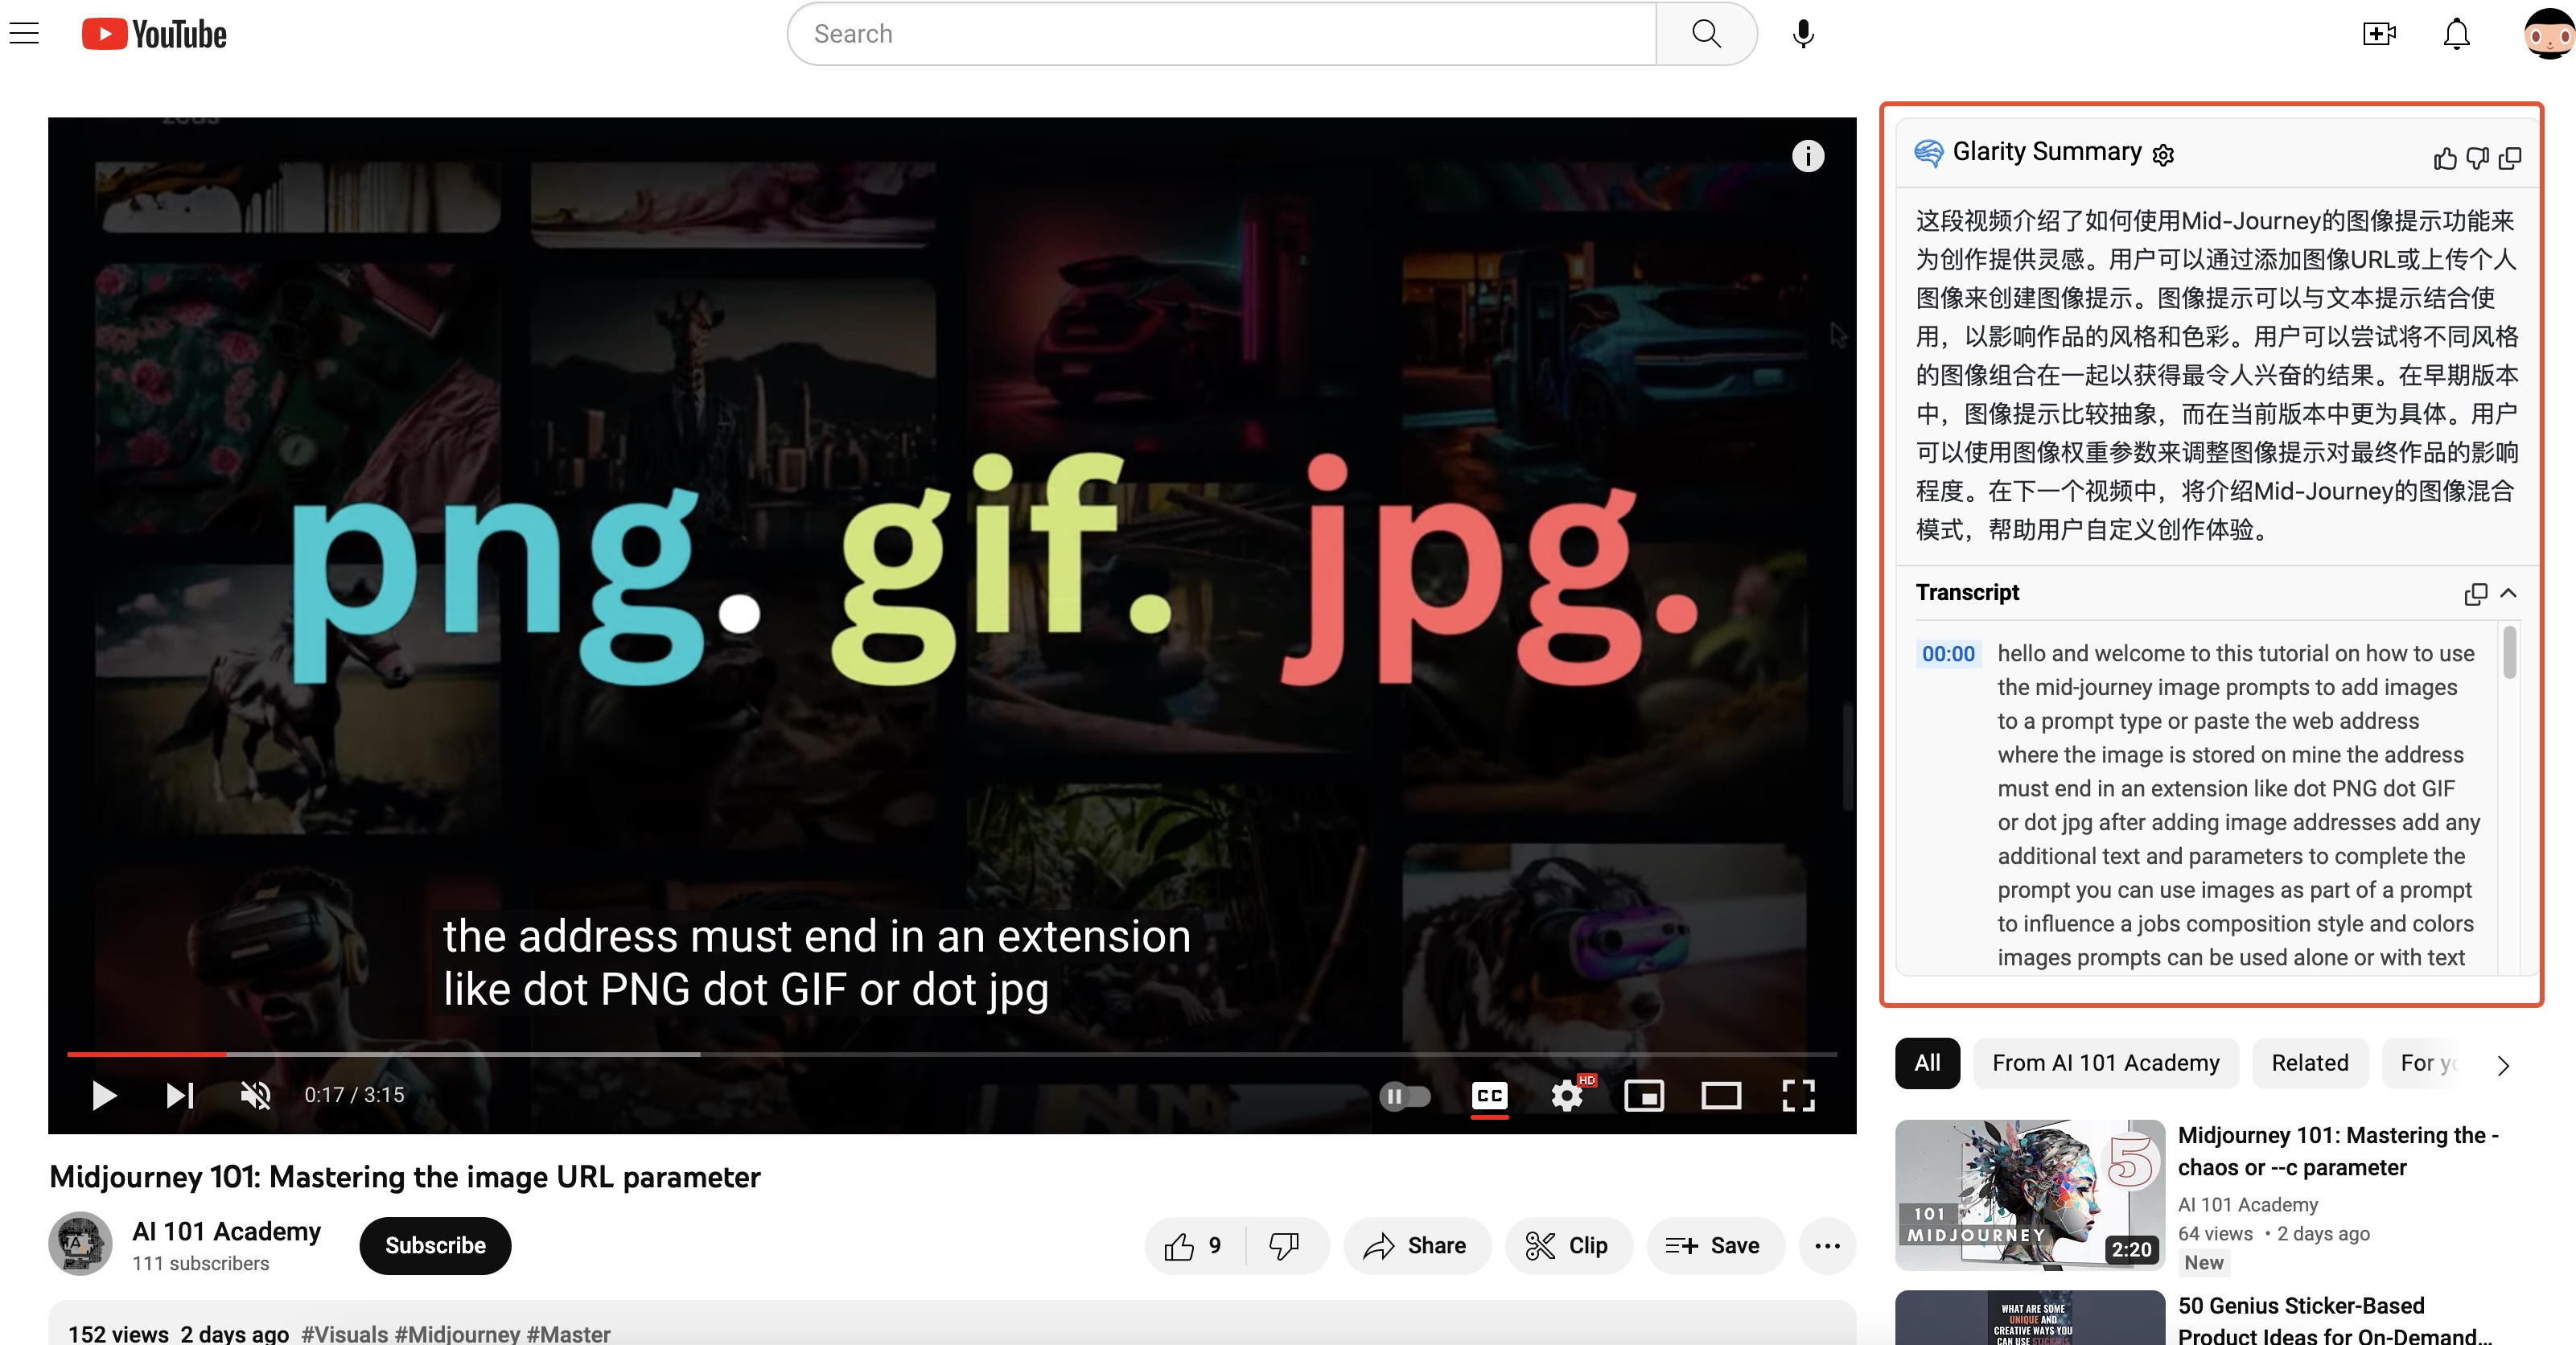 YouTube
Search
zeus
png. gif. jpg.
the address must end in an extension
like dot PNG dot GIF or dot jpg
0:17 / 3:15
CC
HD
Midjourney 101: Mastering the image URL parameter
AI 101 Academy
111 subscribers
Subscribe
9
Share
Clip
Save
152 views 2 days ago #Visuals #Midjourney #Master
Glarity Summary
这段视频介绍了如何使用Mid-Journey的图像提示功能来
为创作提供灵感。用户可以通过添加图像URL或上传个人
图像来创建图像提示。图像提示可以与文本提示结合使
用，以影响作品的风格和色彩。用户可以尝试将不同风格
的图像组合在一起以获得最令人兴奋的结果。在早期版本
中，图像提示比较抽象，而在当前版本中更为具体。用户
可以使用图像权重参数来调整图像提示对最终作品的影响
程度。在下一个视频中，将介绍Mid-Journey的图像混合
模式，帮助用户自定义创作体验。
Transcript
00:00
hello and welcome to this tutorial on how to use
the mid-journey image prompts to add images
to a prompt type or paste the web address
where the image is stored on mine the address
must end in an extension like dot PNG dot GIF
or dot jpg after adding image addresses add any
additional text and parameters to complete the
prompt you can use images as part of a prompt
to influence a jobs composition style and colors
images prompts can be used alone or with text
All
From AI 101 Academy
Related
For yo
5
101
MIDJOURNEY
2:20
Midjourney 101: Mastering the -
chaos or --c parameter
AI 101 Academy
64 views • 2 days ago
New
WHAT ARE SOME
UNIQUE AND
CREATIVE WAYS YOU
CAN USE STICKERS
50 Genius Sticker-Based
Product Ideas for On-Demand...